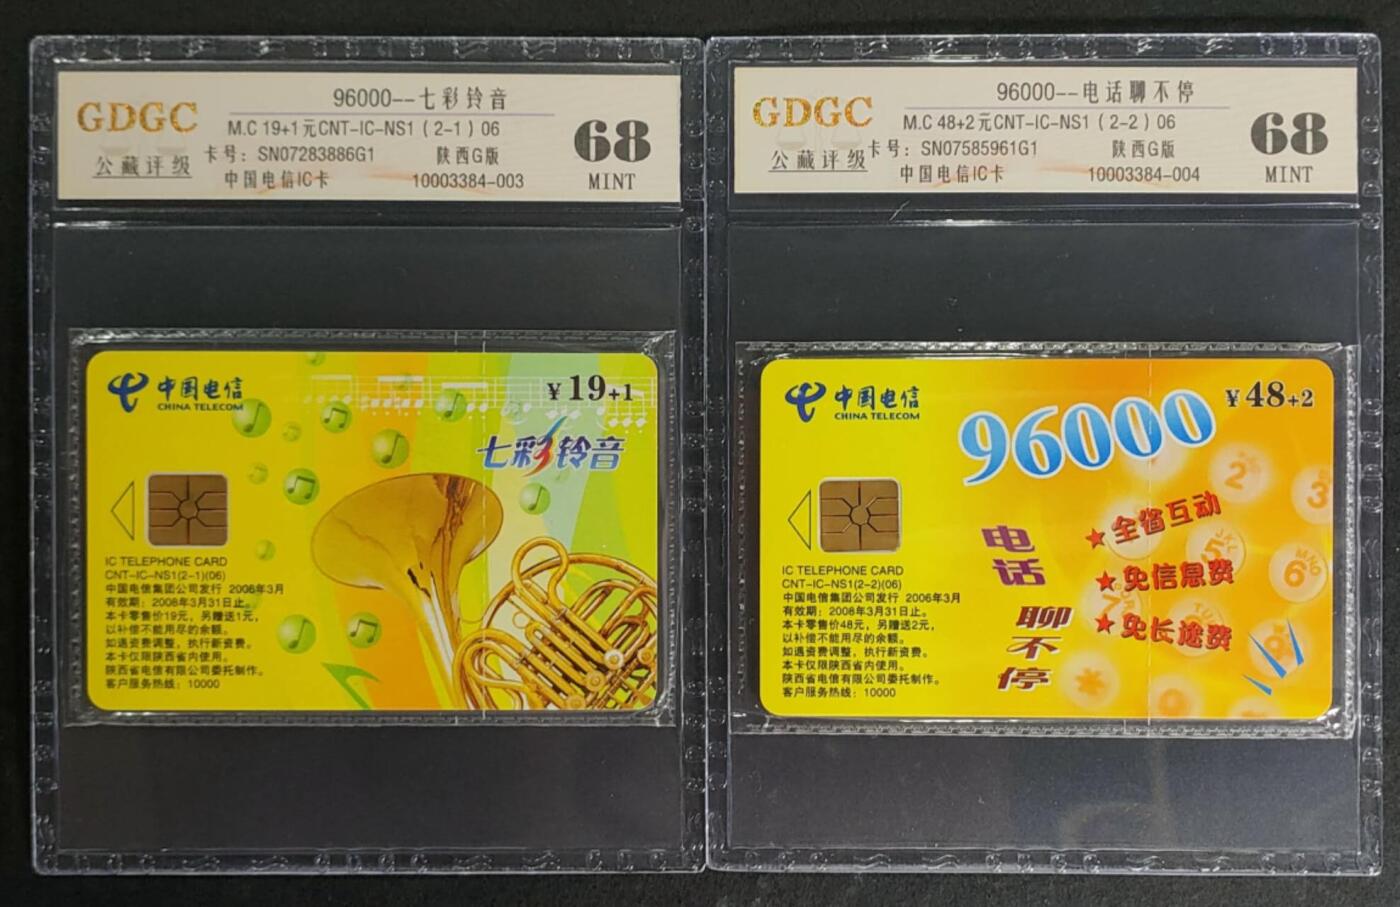 GDGC
公藏评级
96000--七彩铃音
M.C 19+1元CNT-IC-NS1(2-1)06
卡号: SN07283886G1 陕西G版
中国电信IC卡 10003384-003
68
MINT
中国电信
CHINA TELECOM
¥19+1
七彩铃音
IC TELEPHONE CARD
CNT-IC-NS1(2-1)(06)
中国电信集团公司发行 2006年3月
有效期：2008年3月31日止。
本卡零售价19元，另赠送1元，
以补偿不能用尽的余额。
如遇资费调整，执行新资费。
本卡仅限陕西省内使用。
陕西省电信有限公司委托制作。
客户服务热线：10000
GDGC
公藏评级
96000--电话聊不停
M.C 48+2元CNT-IC-NS1(2-2)06
卡号: SN07585961G1 陕西G版
中国电信IC卡 10003384-004
68
MINT
中国电信
CHINA TELECOM
¥48+2
96000
电话
聊不停
★全省互动
★免信息费
★免长途费
IC TELEPHONE CARD
CNT-IC-NS1(2-2)(06)
中国电信集团公司发行 2006年3月
有效期：2008年3月31日止。
本卡零售价48元，另赠送2元，
以补偿不能用尽的余额。
如遇资费调整，执行新资费。
本卡仅限陕西省内使用。
陕西省电信有限公司委托制作。
客户服务热线：10000
2
3
5
6
7
8
*